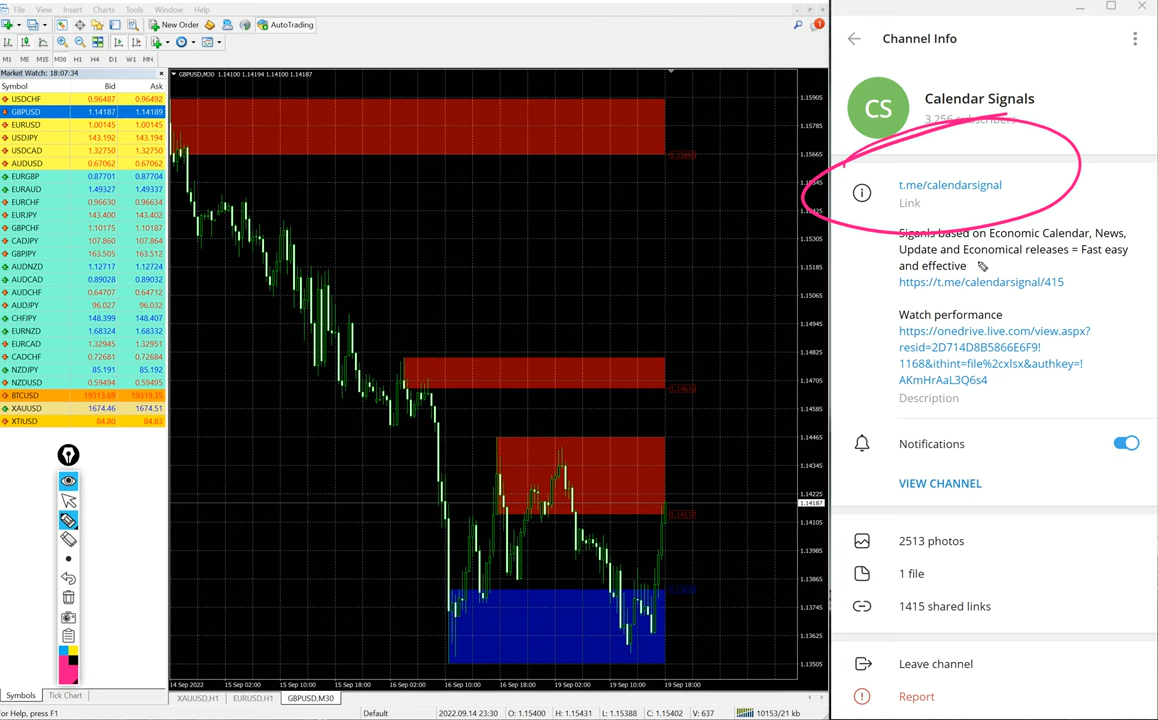 File View Insert Charts Tools Window Help
New Order AutoTrading
1
M1 M5 M15 M30 H1 H4 D1 W1 MN
Market Watch: 18:07:34
Symbol Bid Ask
USDCHF 0.96487 0.96492
GBPUSD 1.14187 1.14189
EURUSD 1.00145 1.00145
USDJPY 143.192 143.194
USDCAD 1.32750 1.32750
AUDUSD 0.67062 0.67062
EURGBP 0.87701 0.87704
EURAUD 1.49327 1.49337
EURCHF 0.96630 0.96634
EURJPY 143.400 143.402
GBPCHF 1.10175 1.10187
CADJPY 107.860 107.864
GBPJPY 163.505 163.512
AUDNZD 1.12717 1.12724
AUDCAD 0.89028 0.89032
AUDCHF 0.64707 0.64712
AUDJPY 96.027 96.032
CHFJPY 148.399 148.407
EURNZD 1.68324 1.68332
EURCAD 1.32945 1.32951
CADCHF 0.72681 0.72684
NZDJPY 85.191 85.192
NZDUSD 0.59494 0.59495
BTCUSD 19313.69 19319.35
XAUUSD 1674.46 1674.51
XTIUSD 84.80 84.83
Symbols Tick Chart
For Help, press F1
GBPUSD,M30 1.14100 1.14194 1.14100 1.14187
1.15905
1.15785
1.15665
1.15545
1.15425
1.15305
1.15185
1.15065
1.14945
1.14825
1.14705
1.14585
1.14465
1.14345
1.14225
1.14187
1.14105
1.13985
1.13865
1.13745
1.13625
1.13505
14 Sep 2022 15 Sep 02:00 15 Sep 10:00 15 Sep 18:00 16 Sep 02:00 16 Sep 10:00 16 Sep 18:00 19 Sep 02:00 19 Sep 10:00 19 Sep 18:00
XAUUSD,H1 EURUSD,H1 GBPUSD,M30
Default 2022.09.14 23:30 O: 1.15400 H: 1.15431 L: 1.15388 C: 1.15402 V: 637 10153/21 kb
Channel Info
CS
Calendar Signals
3 256 subscribers
t.me/calendarsignal
Link
Siganls based on Economic Calendar, News,
Update and Economical releases = Fast easy
and effective
https://t.me/calendarsignal/415
Watch performance
https://onedrive.live.com/view.aspx?
resid=2D714D8B5866E6F9!
1168&ithint=file%2cxlsx&authkey=!
AKmHrAaL3Q6s4
Description
Notifications
VIEW CHANNEL
2513 photos
1 file
1415 shared links
Leave channel
Report